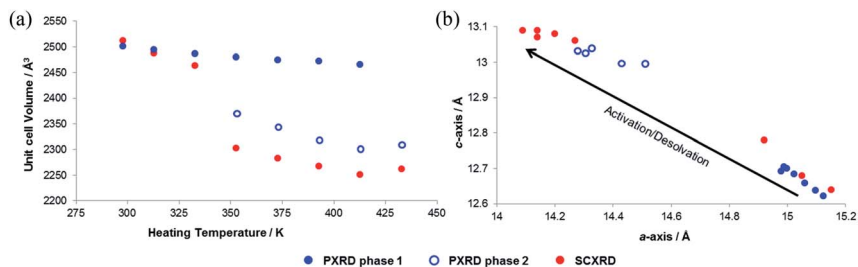 (a)
2550
2500
2450
2400
2350
2300
2250
2200
275 300 325 350 375 400 425 450
Unit cell Volume / Å³
Heating Temperature / K
(b)
13.1
13
12.9
12.8
12.7
12.6
14 14.2 14.4 14.6 14.8 15 15.2
c-axis / Å
a-axis / Å
Activation/Desolvation
PXRD phase 1 PXRD phase 2 SCXRD